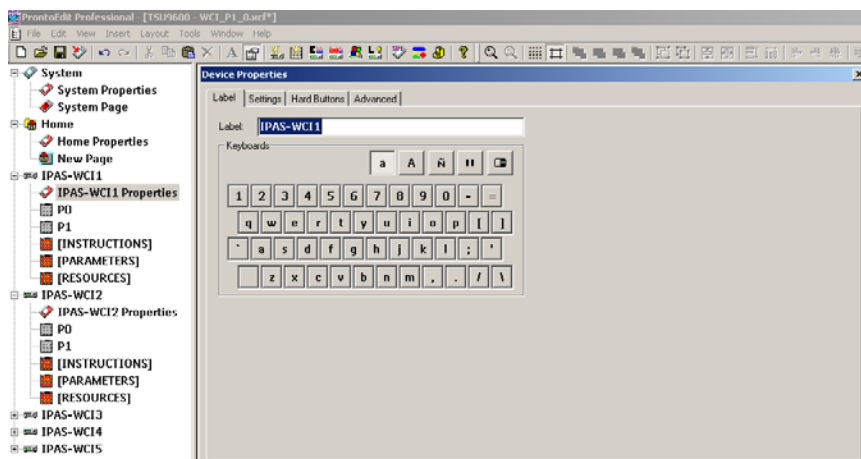 ProntoEdit Professional - [TSU9600 - WCI_P1_0.xcf*]
File Edit View Insert Layout Tools Window Help
System
System Properties
System Page
Home
Home Properties
New Page
IPAS-WCI1
IPAS-WCI1 Properties
P0
P1
[INSTRUCTIONS]
[PARAMETERS]
[RESOURCES]
IPAS-WCI2
IPAS-WCI2 Properties
P0
P1
[INSTRUCTIONS]
[PARAMETERS]
[RESOURCES]
IPAS-WCI3
IPAS-WCI4
IPAS-WCI5
Device Properties
Label Settings Hard Buttons Advanced
Label: IPAS-WCI1
Keyboards
a A Ñ
1 2 3 4 5 6 7 8 9 0 - =
q w e r t y u i o p [ ]
` a s d f g h j k l ; '
z x c v b n m , . / \